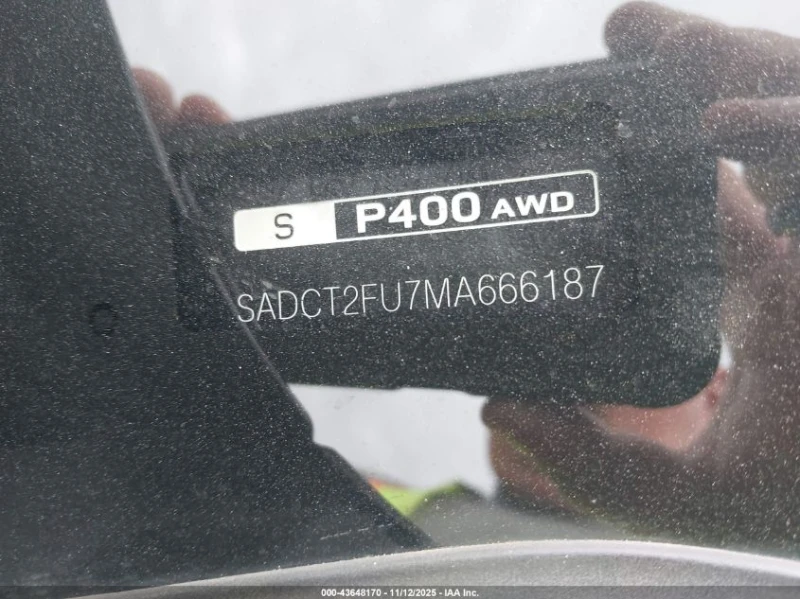 S P400 AWD
SADCT2FU7MA666187
000-43648170 - 11/12/2025 - IAA Inc.